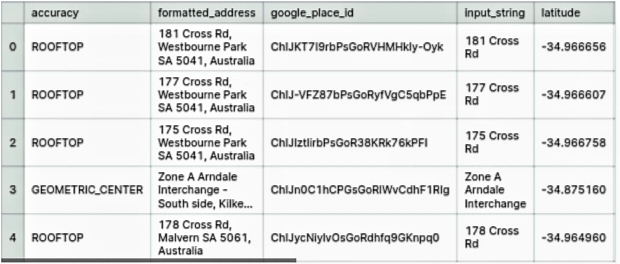 accuracy formatted_address google_place_id input_string latitude
0 ROOFTOP 181 Cross Rd, Westbourne Park SA 5041, Australia ChIJKT7I9rbPsGoRVHMHkly-Oyk 181 Cross Rd -34.966656
1 ROOFTOP 177 Cross Rd, Westbourne Park SA 5041, Australia ChIJ-VFZ87bPsGoRyfVgC5qbPpE 177 Cross Rd -34.966607
2 ROOFTOP 175 Cross Rd, Westbourne Park SA 5041, Australia ChIJIztlirbPsGoR38KRk76kPFI 175 Cross Rd -34.966758
3 GEOMETRIC_CENTER Zone A Arndale Interchange - South side, Kilke... ChIJn0C1hCPGsGoRIWvCdhF1RIg Zone A Arndale Interchange -34.875160
4 ROOFTOP 178 Cross Rd, Malvern SA 5061, Australia ChIJycNiyIvOsGoRdhfq9GKnpq0 178 Cross Rd -34.964960